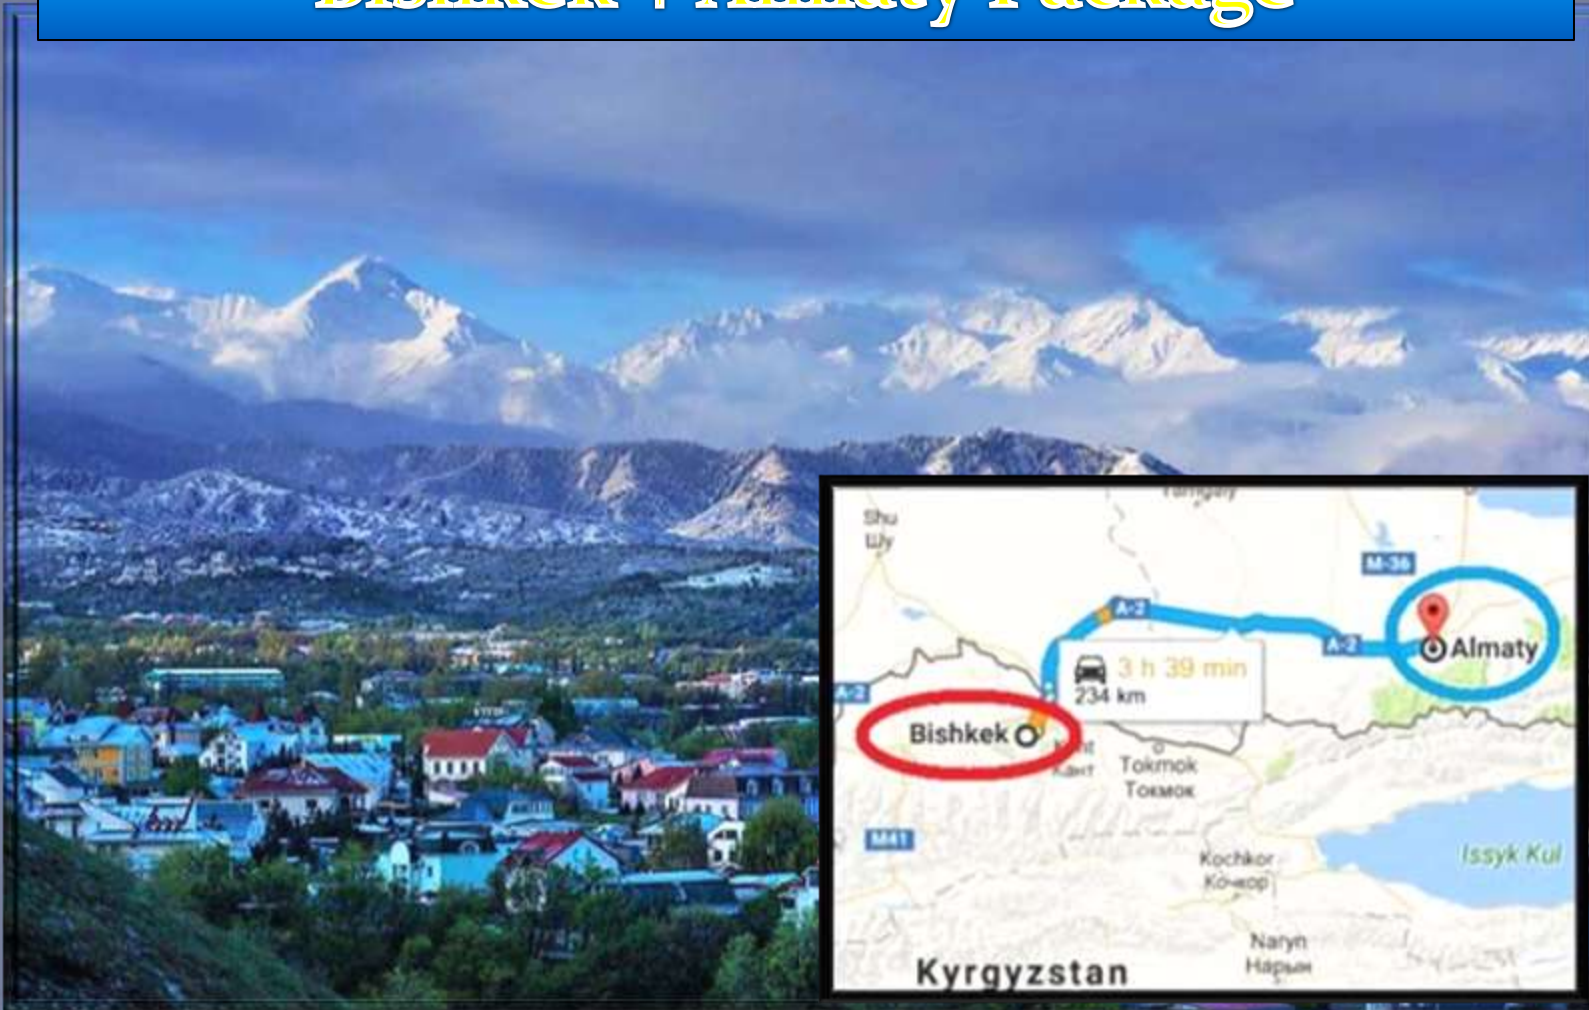 Bishkek + Almaty Package
Shu
Шу
M-36
A-2
A-2
Almaty
3 h 39 min
234 km
A-2
Bishkek
Tokmok
Токмок
M41
Issyk Kul
Kochkor
Naryn
Нарын
Kyrgyzstan